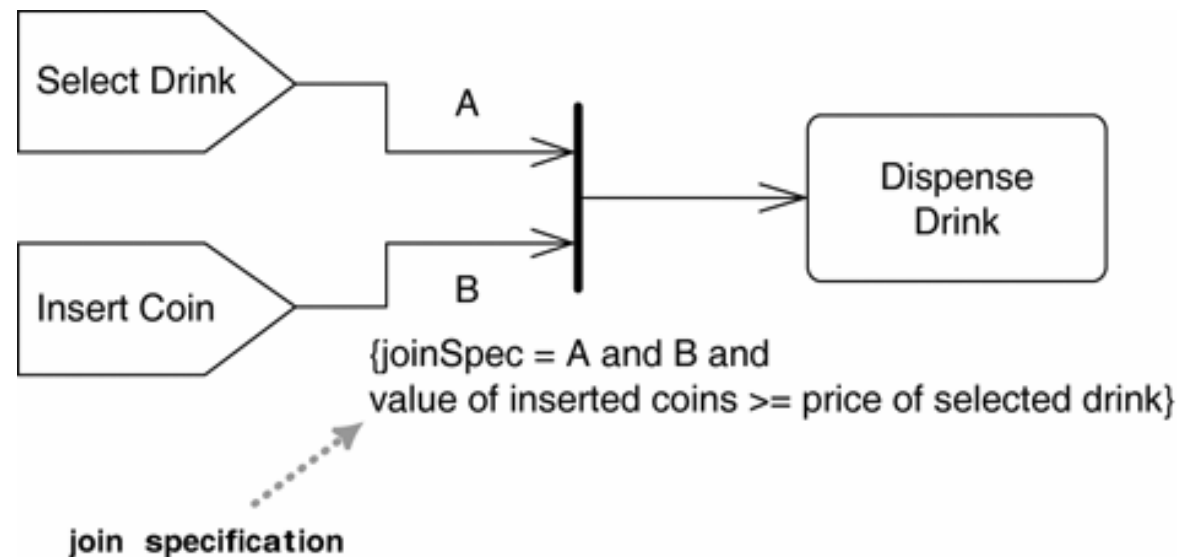 Select Drink
A
Insert Coin
B
Dispense
Drink
{joinSpec = A and B and
value of inserted coins >= price of selected drink}
join specification